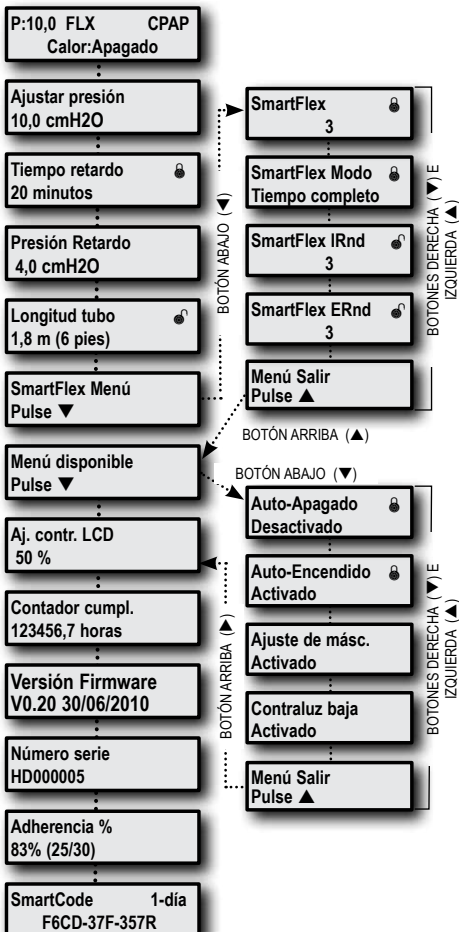 P:10,0 FLX CPAP
Calor:Apagado
Ajustar presión
10,0 cmH2O
Tiempo retardo
20 minutos
Presión Retardo
4,0 cmH2O
Longitud tubo
1,8 m (6 pies)
SmartFlex Menú
Pulse ▼
Menú disponible
Pulse ▼
Aj. contr. LCD
50 %
Contador cumpl.
123456,7 horas
Versión Firmware
V0.20 30/06/2010
Número serie
HD000005
Adherencia %
83% (25/30)
SmartCode 1-día
F6CD-37F-357R
BOTÓN ABAJO (▼)
SmartFlex
3
SmartFlex Modo
Tiempo completo
SmartFlex IRnd
3
SmartFlex ERnd
3
Menú Salir
Pulse ▲
BOTONES DERECHA (▼) E
IZQUIERDA (▲)
BOTÓN ARRIBA (▲)
BOTÓN ABAJO (▼)
Auto-Apagado
Desactivado
Auto-Encendido
Activado
Ajuste de másc.
Activado
Contraluz baja
Activado
Menú Salir
Pulse ▲
BOTÓN ARRIBA (▲)
BOTONES DERECHA (▼) E
IZQUIERDA (▲)